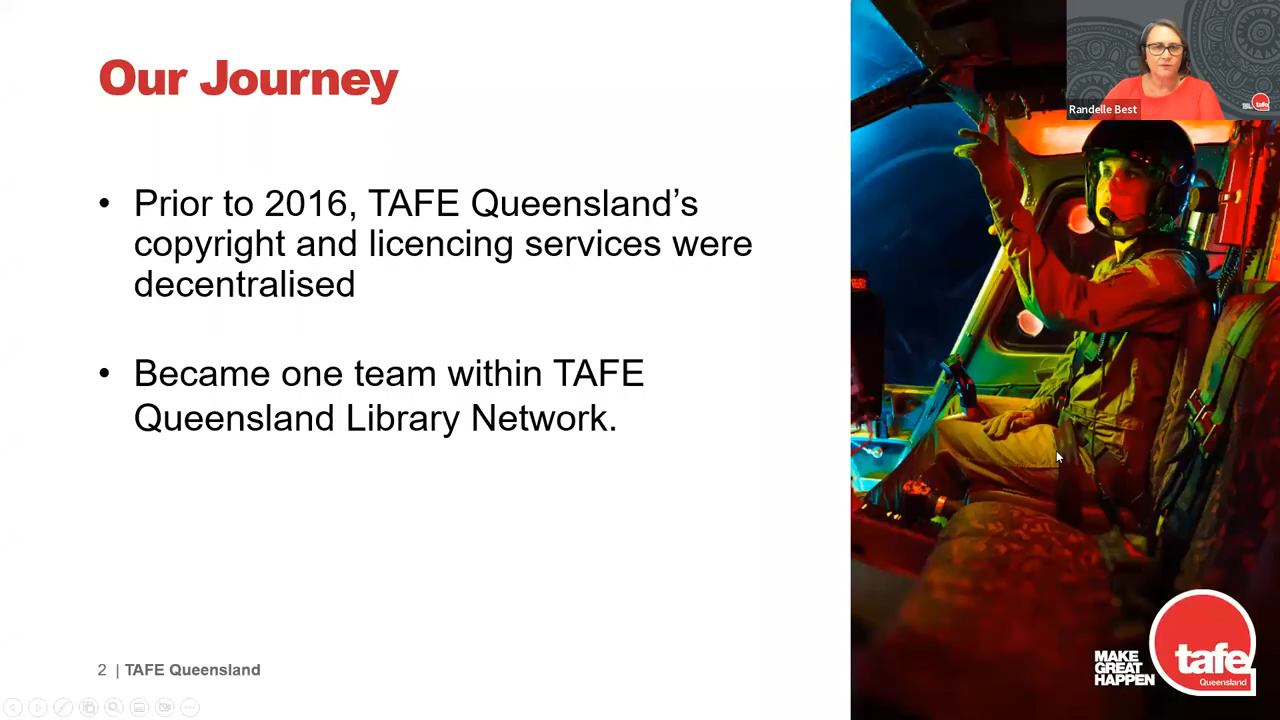 Our Journey
• Prior to 2016, TAFE Queensland’s
copyright and licencing services were
decentralised
• Became one team within TAFE
Queensland Library Network.
2 | TAFE Queensland
Randelle Best
tafe
MAKE
GREAT
HAPPEN
tafe
Queensland